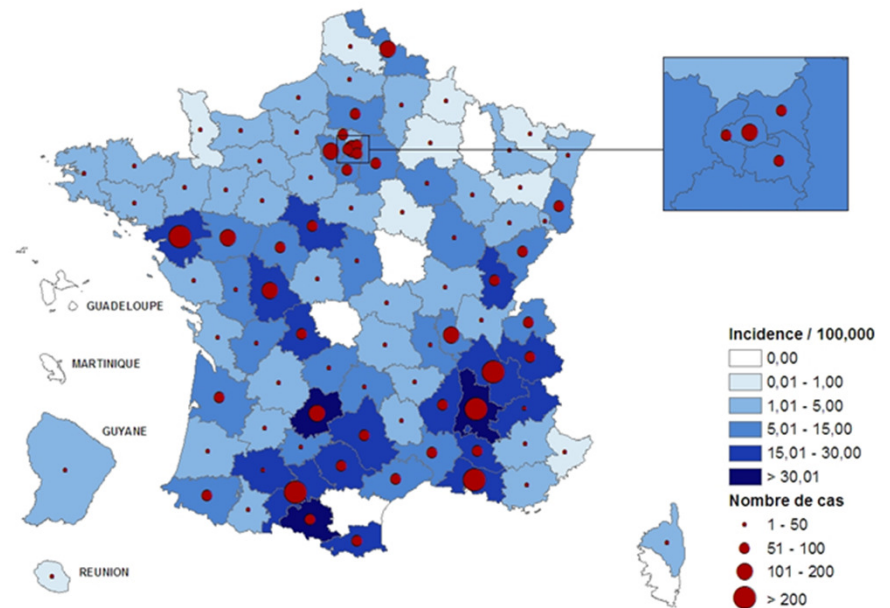 GUADELOUPE
MARTINIQUE
GUYANE
REUNION
Incidence / 100,000
0,00
0,01 - 1,00
1,01 - 5,00
5,01 - 15,00
15,01 - 30,00
> 30,01
Nombre de cas
1 - 50
51 - 100
101 - 200
> 200